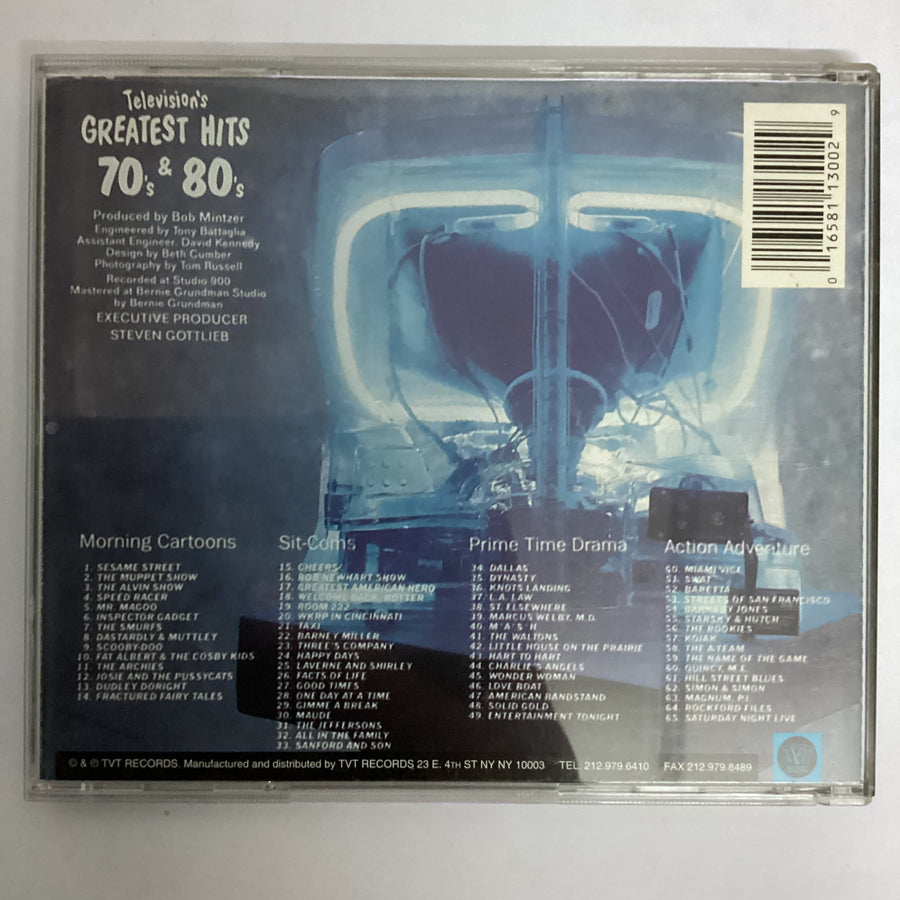 Television's
GREATEST HITS
70's & 80's
Produced by Bob Mintzer
Engineered by Tony Battaglia
Assistant Engineer, David Kennedy
Design by Beth Cumber
Photography by Tom Russell
Recorded at Studio 900
Mastered at Bernie Grundman Studio
by Bernie Grundman
EXECUTIVE PRODUCER
STEVEN GOTTLIEB
0 16581 13002 9
Morning Cartoons
1. SESAME STREET
2. THE MUPPET SHOW
3. THE ALVIN SHOW
4. SPEED RACER
5. MR. MAGOO
6. INSPECTOR GADGET
7. THE SMURFS
8. DASTARDLY & MUTTLEY
9. SCOOBY-DOO
10. FAT ALBERT & THE COSBY KIDS
11. THE ARCHIES
12. JOSIE AND THE PUSSYCATS
13. DUDLEY DORIGHT
14. FRACTURED FAIRY TALES
Sit-Coms
15. CHEERS
16. BOB NEWHART SHOW
17. GREATEST AMERICAN HERO
18. WELCOME BACK, KOTTER
19. ROOM 222
20. WKRP IN CINCINNATI
21. TAXI
22. BARNEY MILLER
23. THREE'S COMPANY
24. HAPPY DAYS
25. LAVERNE AND SHIRLEY
26. FACTS OF LIFE
27. GOOD TIMES
28. ONE DAY AT A TIME
29. GIMME A BREAK
30. MAUDE
31. THE JEFFERSONS
32. ALL IN THE FAMILY
33. SANFORD AND SON
Prime Time Drama
34. DALLAS
35. DYNASTY
36. KNOTS LANDING
37. L.A. LAW
38. ST. ELSEWHERE
39. MARCUS WELBY, M.D.
40. M*A*S*H
41. THE WALTONS
42. LITTLE HOUSE ON THE PRAIRIE
43. HART TO HART
44. CHARLIE'S ANGELS
45. WONDER WOMAN
46. LOVE BOAT
47. AMERICAN BANDSTAND
48. SOLID GOLD
49. ENTERTAINMENT TONIGHT
Action Adventure
50. MIAMI VICE
51. SWAT
52. BARETTA
53. STREETS OF SAN FRANCISCO
54. BARNABY JONES
55. STARSKY & HUTCH
56. THE ROOKIES
57. KOJAK
58. THE A-TEAM
59. THE NAME OF THE GAME
60. QUINCY, M.E.
61. HILL STREET BLUES
62. SIMON & SIMON
63. MAGNUM, P.I.
64. ROCKFORD FILES
65. SATURDAY NIGHT LIVE
© & ℗ TVT RECORDS. Manufactured and distributed by TVT RECORDS 23 E. 4TH ST NY NY 10003 TEL. 212.979.6410 FAX 212.979.6489